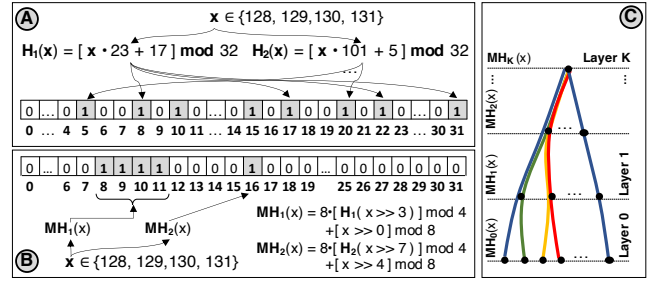 A
x ∈ {128, 129,130, 131}
H₁(x) = [ x · 23 + 17 ] mod 32 H₂(x) = [ x · 101 + 5 ] mod 32
...
0 ... 0 1 0 0 1 0 1 0 ... 0 1 0 1 0 0 1 0 1 0 ... 0 1
0 ... 4 5 6 7 8 9 10 11 ... 14 15 16 17 18 19 20 21 22 23 ... 30 31
0 ... 0 0 1 1 1 1 0 0 0 0 1 0 0 0 ... 0 0 0 0 0 0 0
0 6 7 8 9 10 11 12 13 14 15 16 17 18 19 25 26 27 28 29 30 31
MH₁(x) MH₂(x)
x ∈ {128, 129,130, 131}
MH₁(x) = 8•[ H₁( x >> 3 ) ] mod 4
+[ x >> 0 ] mod 8
MH₂(x) = 8•[ H₂( x >> 7 ) ] mod 4
+[ x >> 4 ] mod 8
B
C
MHₖ(x) Layer K
... ...
MH₂(x)
...
MH₁(x) Layer 1
...
MH₀(x) Layer 0
...